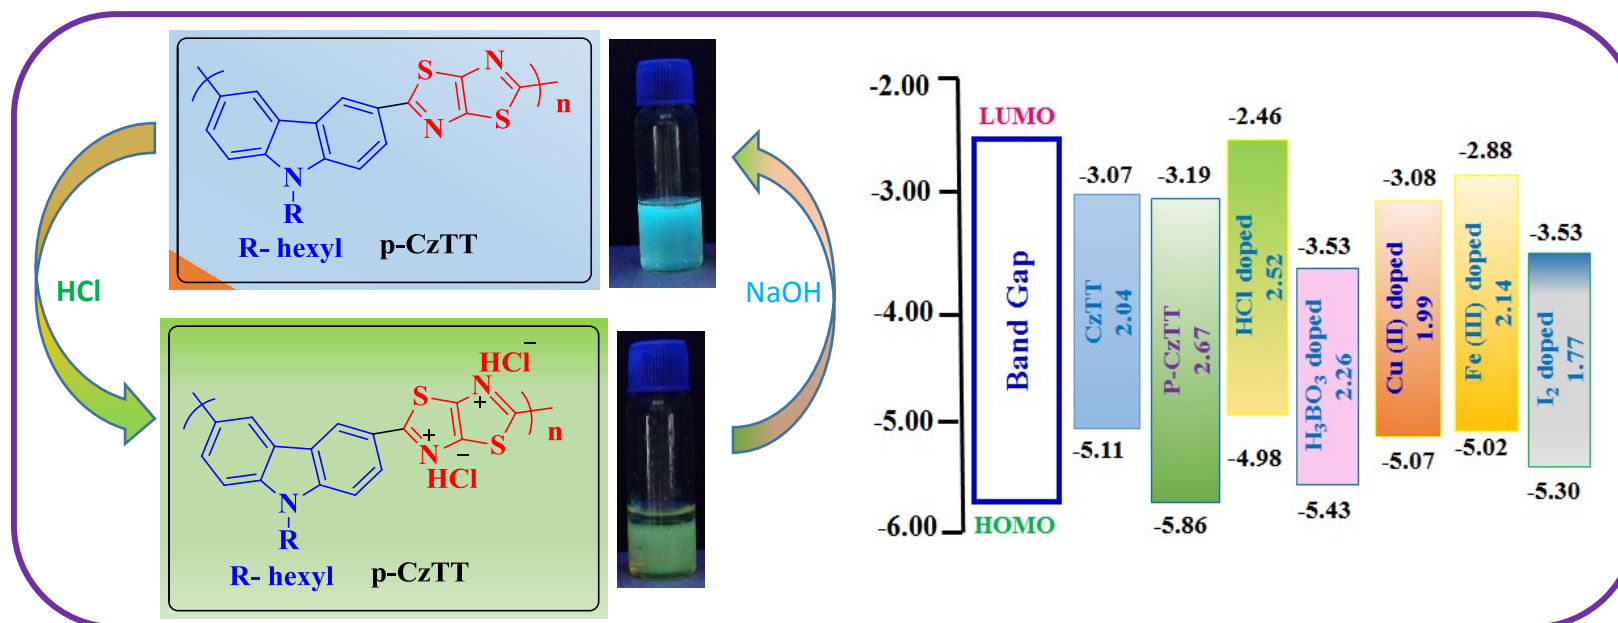 S
N
N
S
n
N
R
R- hexyl
p-CzTT
HCl
NaOH
HCl
−
S
N
+
+
N
S
−
n
HCl
N
R
R- hexyl
p-CzTT
-2.00
-3.00
-4.00
-5.00
-6.00
LUMO
Band Gap
HOMO
-3.07
CzTT
2.04
-5.11
-3.19
P-CzTT
2.67
-5.86
-2.46
HCl doped
2.52
-4.98
-3.53
H₃BO₃ doped
2.26
-5.43
-3.08
Cu (II) doped
1.99
-5.07
-2.88
Fe (III) doped
2.14
-5.02
-3.53
I₂ doped
1.77
-5.30